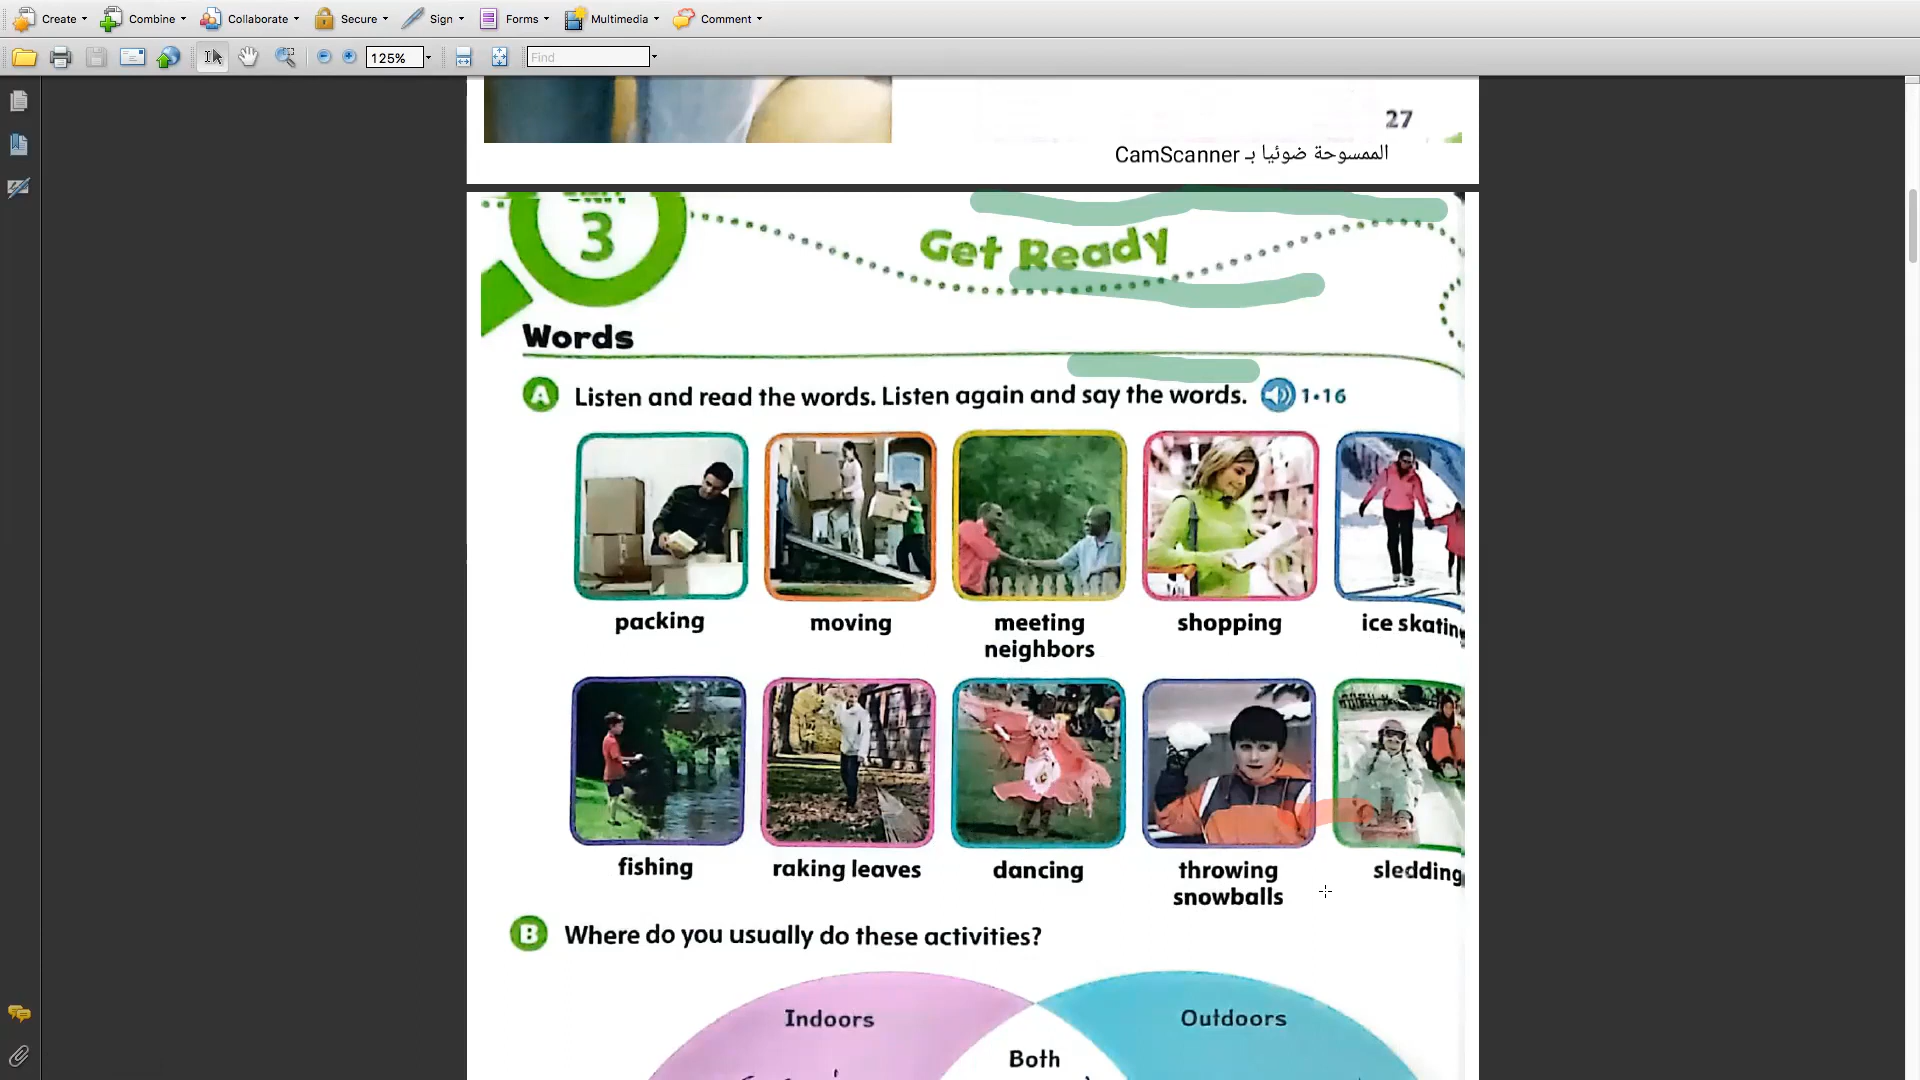 Create
Combine
Collaborate
Secure
Sign
Forms
Multimedia
Comment
125%
Find
27
الممسوحة ضوئيا بـ CamScanner
3
Get Ready
Words
A Listen and read the words. Listen again and say the words. 1•16
packing
moving
meeting
neighbors
shopping
ice skating
fishing
raking leaves
dancing
throwing
snowballs
sledding
B Where do you usually do these activities?
Indoors
Outdoors
Both